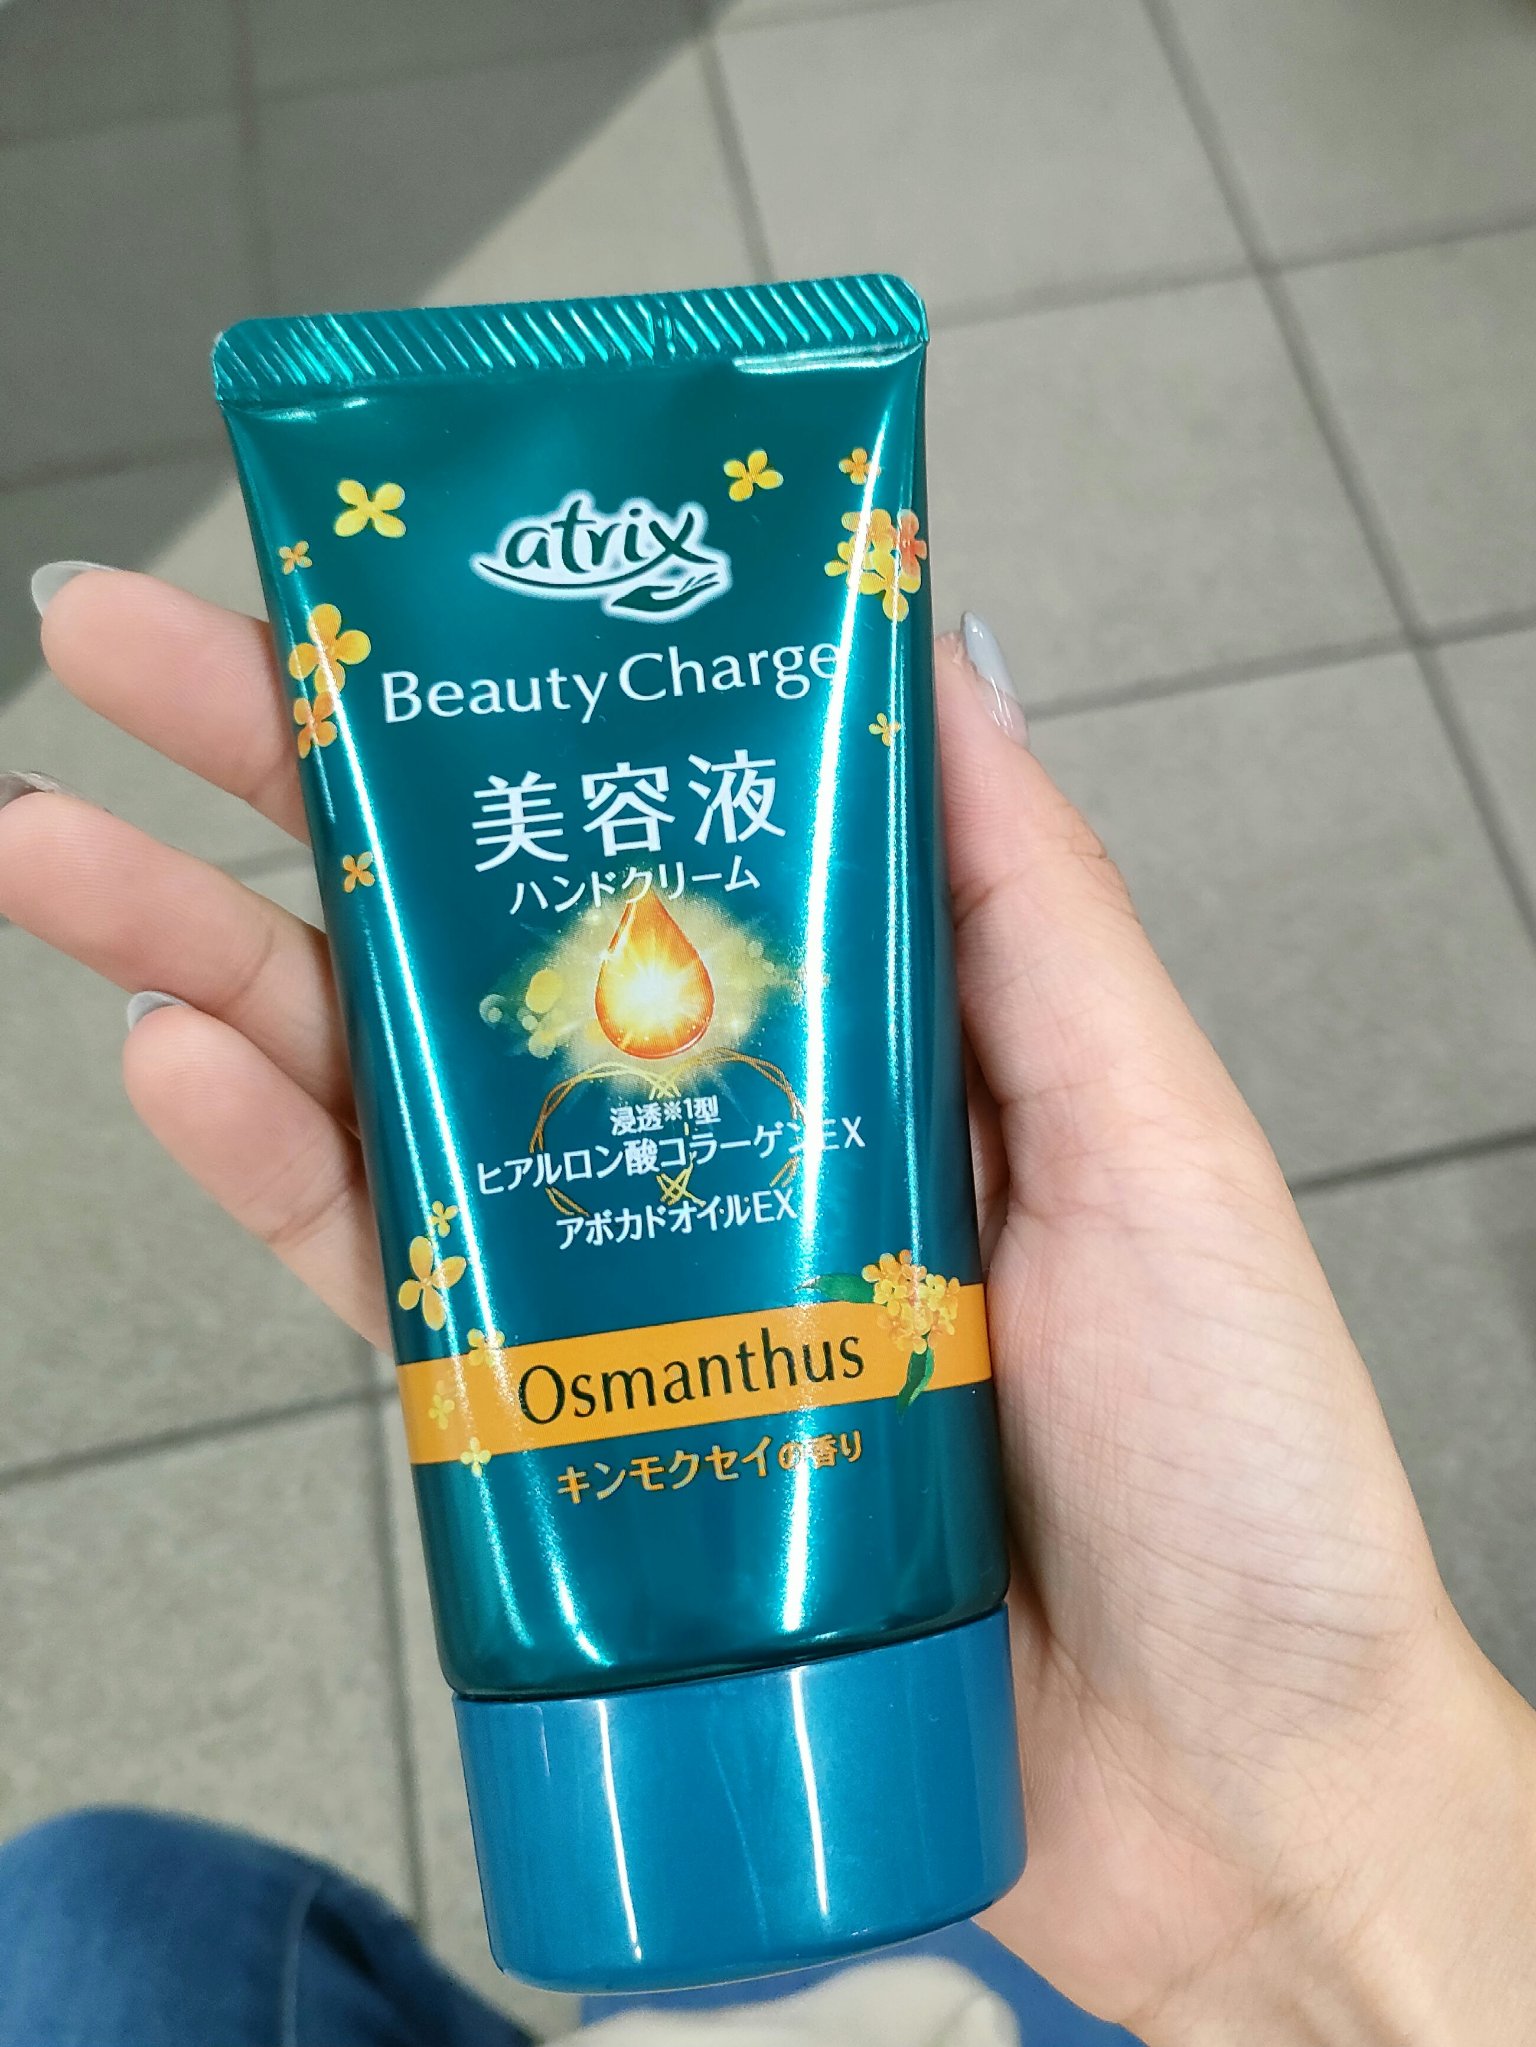 atrix
Beauty Charge
美容液
ハンドクリーム
浸透※1型
ヒアルロン酸コラーゲンEX
アボカドオイルEX
Osmanthus
キンモクセイの香り